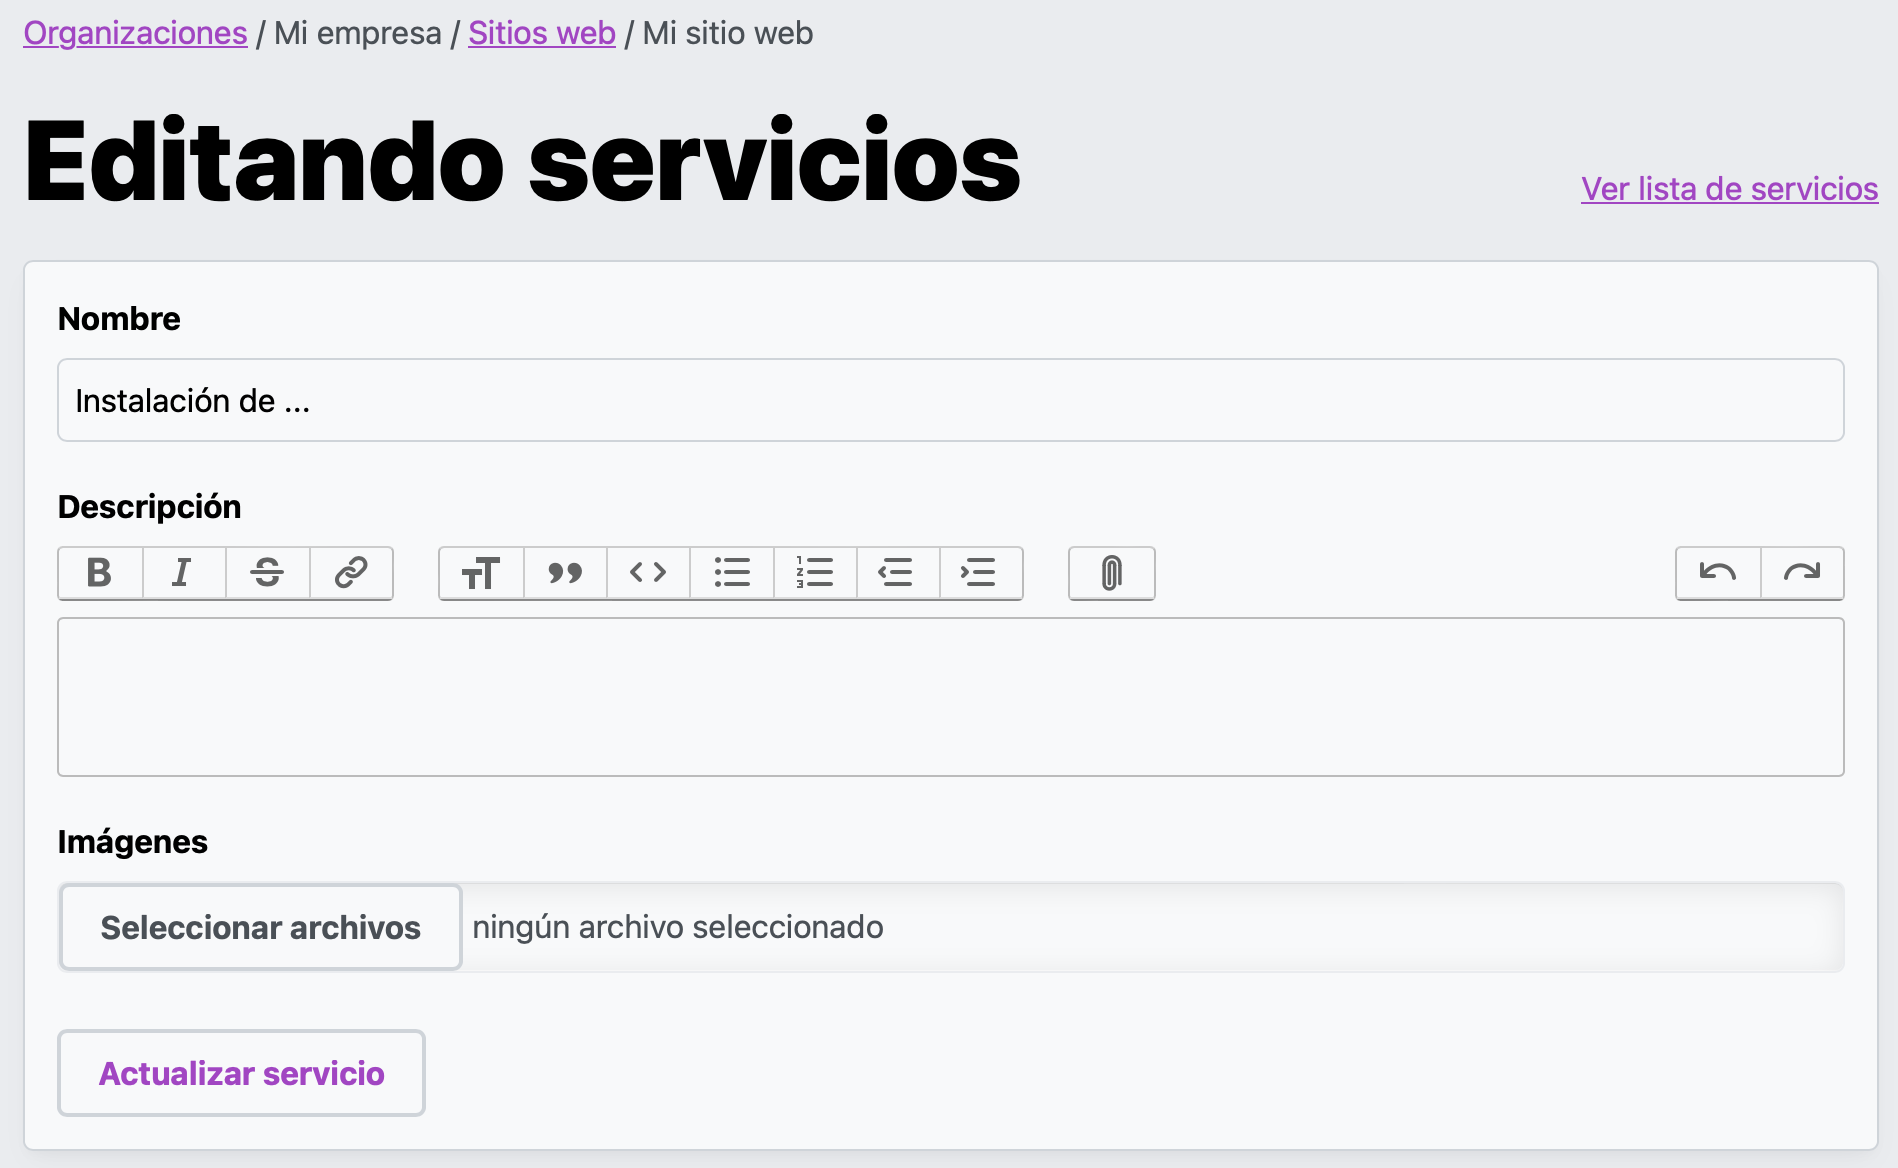 Organizaciones / Mi empresa / Sitios web / Mi sitio web
Editando servicios
Ver lista de servicios
Nombre
Instalación de ...
Descripción
Imágenes
Seleccionar archivos ningún archivo seleccionado
Actualizar servicio